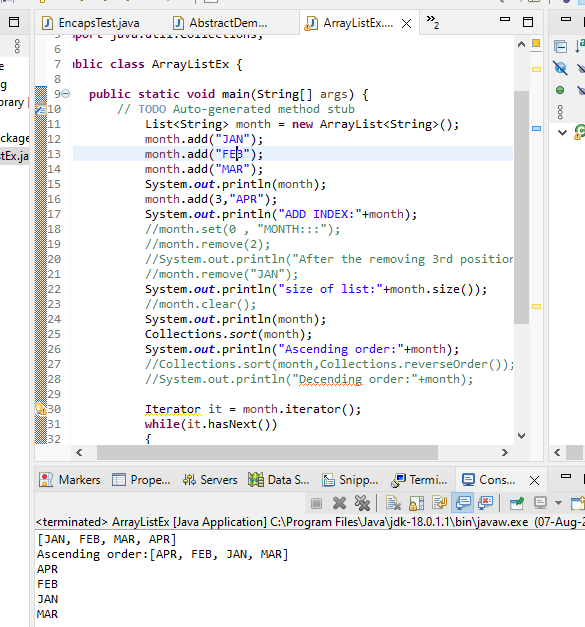 EncapsTest.java AbstractDem... ArrayListEx.... »2
5 mport java.util.Collections;
6
7 ublic class ArrayListEx {
8
9 public static void main(String[] args) {
10 // TODO Auto-generated method stub
11 List<String> month = new ArrayList<String>();
12 month.add("JAN");
13 month.add("FEB");
14 month.add("MAR");
15 System.out.println(month);
16 month.add(3,"APR");
17 System.out.println("ADD INDEX:"+month);
18 //month.set(0 , "MONTH:::");
19 //month.remove(2);
20 //System.out.println("After the removing 3rd position
21 //month.remove("JAN");
22 System.out.println("size of list:"+month.size());
23 //month.clear();
24 System.out.println(month);
25 Collections.sort(month);
26 System.out.println("Ascending order:"+month);
27 //Collections.sort(month,Collections.reverseOrder());
28 //System.out.println("Decending order:"+month);
29
30 Iterator it = month.iterator();
31 while(it.hasNext())
32 {
e
g
orary |
ckage
tEx.ja
Markers Prope... Servers Data S... Snipp... Termi... Cons...
<terminated> ArrayListEx [Java Application] C:\Program Files\Java\jdk-18.0.1.1\bin\javaw.exe (07-Aug-2
[JAN, FEB, MAR, APR]
Ascending order:[APR, FEB, JAN, MAR]
APR
FEB
JAN
MAR